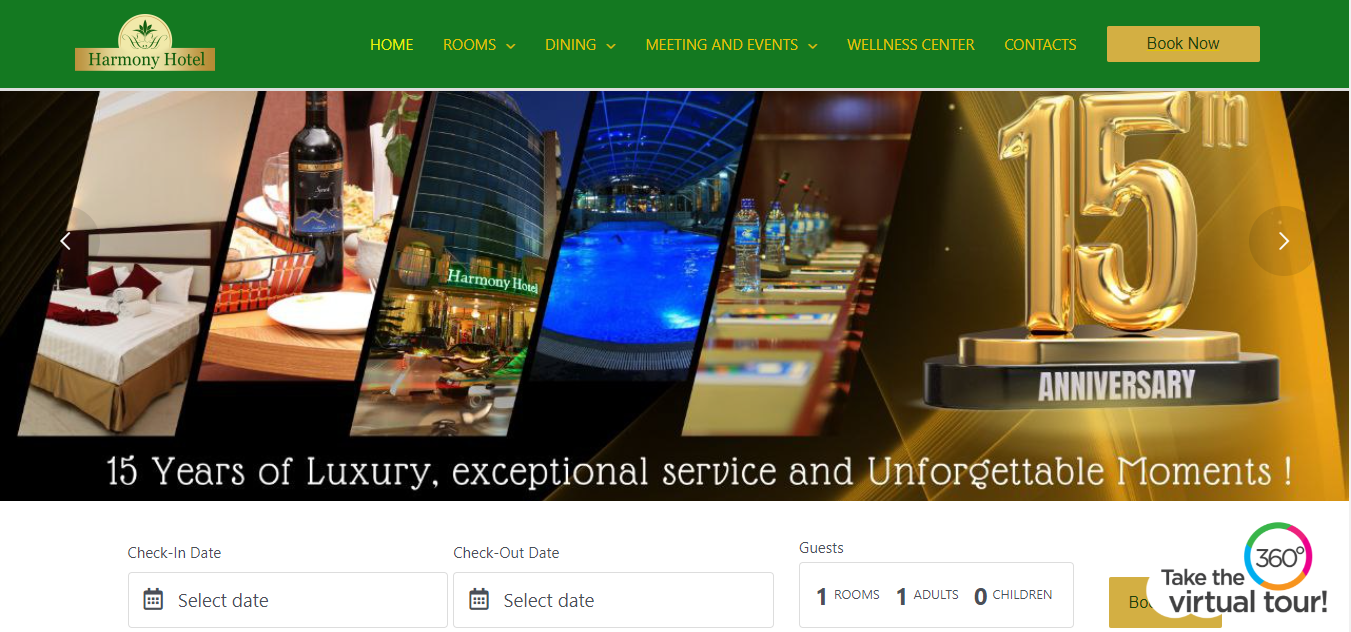 Harmony Hotel
HOME ROOMS DINING MEETING AND EVENTS WELLNESS CENTER CONTACTS Book Now
15th
Harmony Hotel
ANNIVERSARY
15 Years of Luxury, exceptional service and Unforgettable Moments !
Check-In Date Check-Out Date Guests
Select date Select date 1 ROOMS 1 ADULTS 0 CHILDREN
360°
Take the
virtual tour!